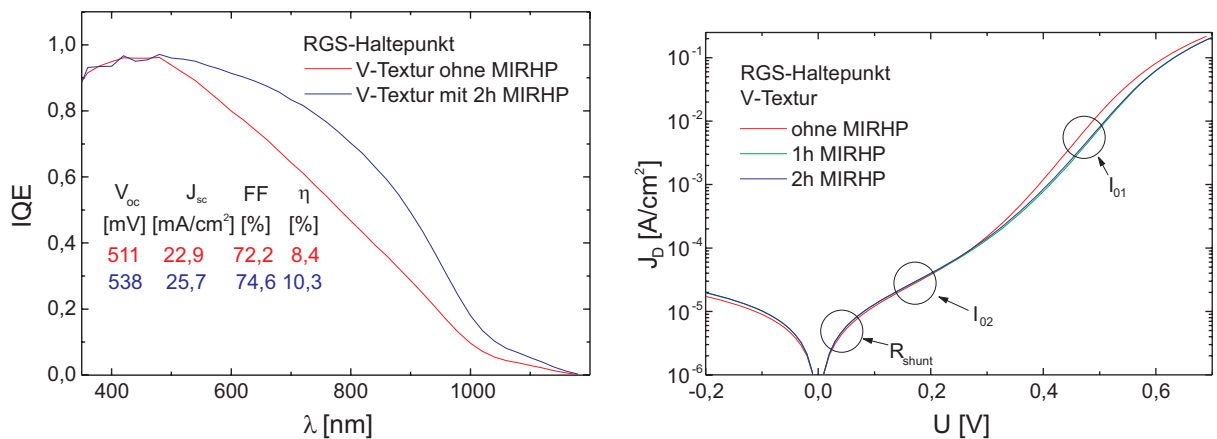 1,0
0,8
0,6
0,4
0,2
0,0
IQE
RGS-Haltepunkt
V-Textur ohne MIRHP
V-Textur mit 2h MIRHP
V_oc J_sc FF η
[mV] [mA/cm²] [%] [%]
511 22,9 72,2 8,4
538 25,7 74,6 10,3
400 600 800 1000
λ [nm]
10⁻¹
10⁻²
10⁻³
10⁻⁴
10⁻⁵
10⁻⁶
J_D [A/cm²]
RGS-Haltepunkt
V-Textur
ohne MIRHP
1h MIRHP
2h MIRHP
I_01
I_02
R_shunt
-0,2 0,0 0,2 0,4 0,6
U [V]